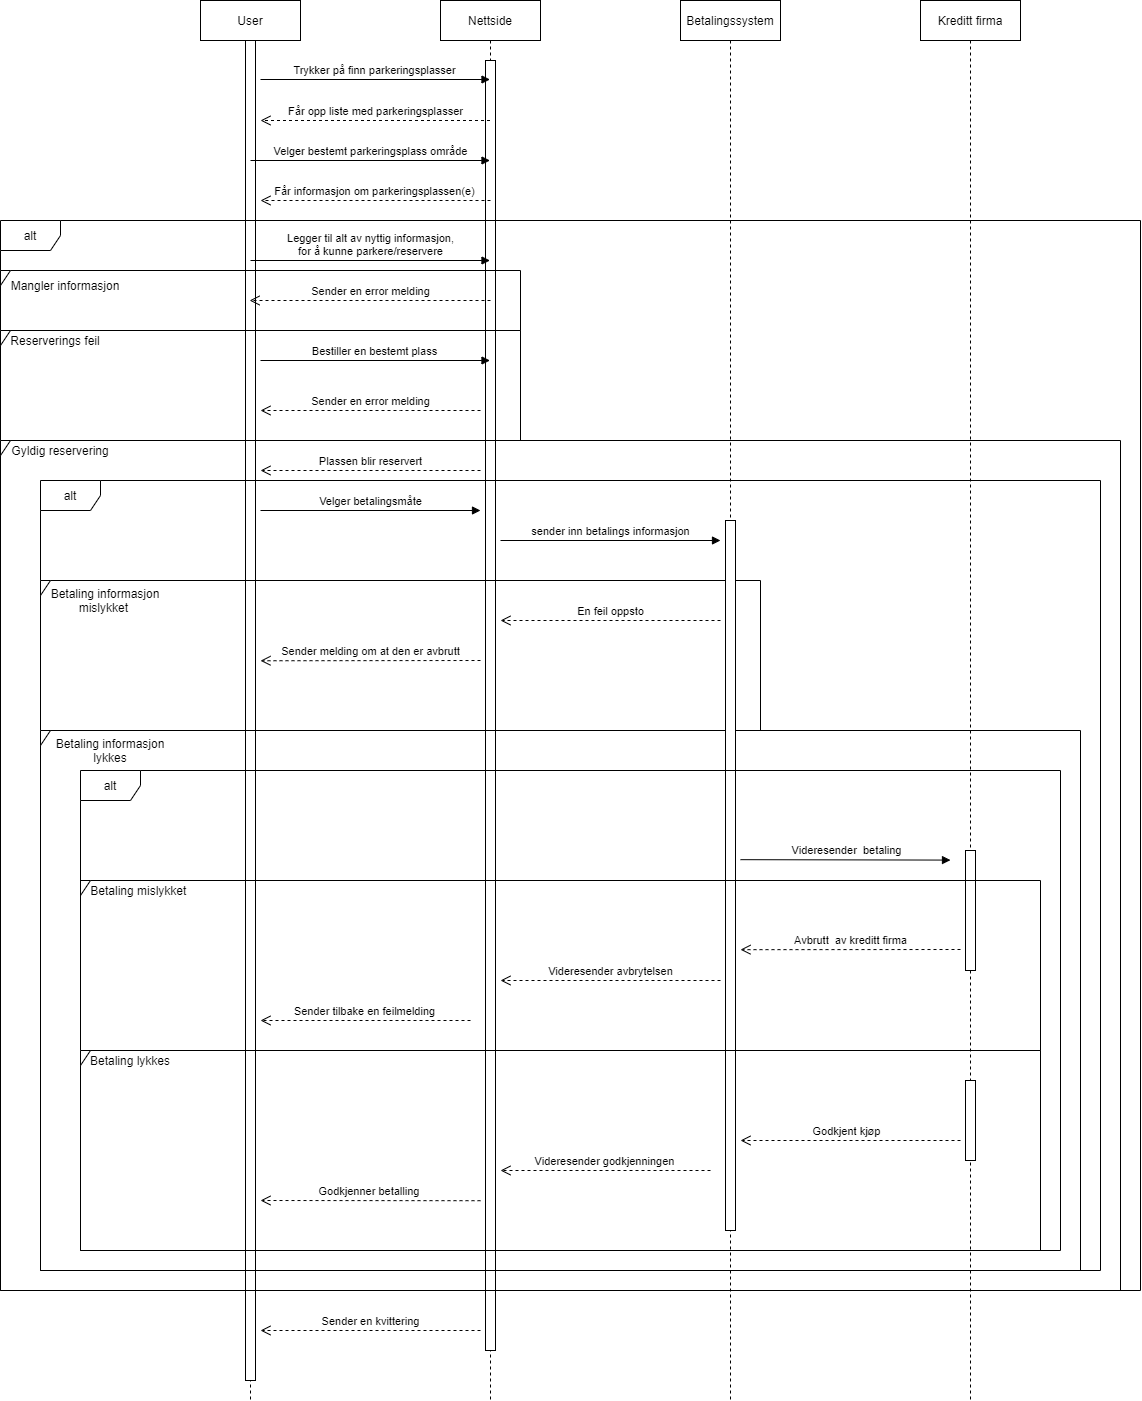 User
Nettside
Betalingssystem
Kreditt firma
Trykker på finn parkeringsplasser
Får opp liste med parkeringsplasser
Velger bestemt parkeringsplass område
Får informasjon om parkeringsplassen(e)
alt
Legger til alt av nyttig informasjon,
for å kunne parkere/reservere
Mangler informasjon
Sender en error melding
Reserverings feil
Bestiller en bestemt plass
Sender en error melding
Gyldig reservering
Plassen blir reservert
alt
Velger betalingsmåte
sender inn betalings informasjon
Betaling informasjon
mislykket
En feil oppsto
Sender melding om at den er avbrutt
Betaling informasjon
lykkes
alt
Videresender  betaling
Betaling mislykket
Avbrutt  av kreditt firma
Videresender avbrytelsen
Sender tilbake en feilmelding
Betaling lykkes
Godkjent kjøp
Videresender godkjenningen
Godkjenner betalling
Sender en kvittering